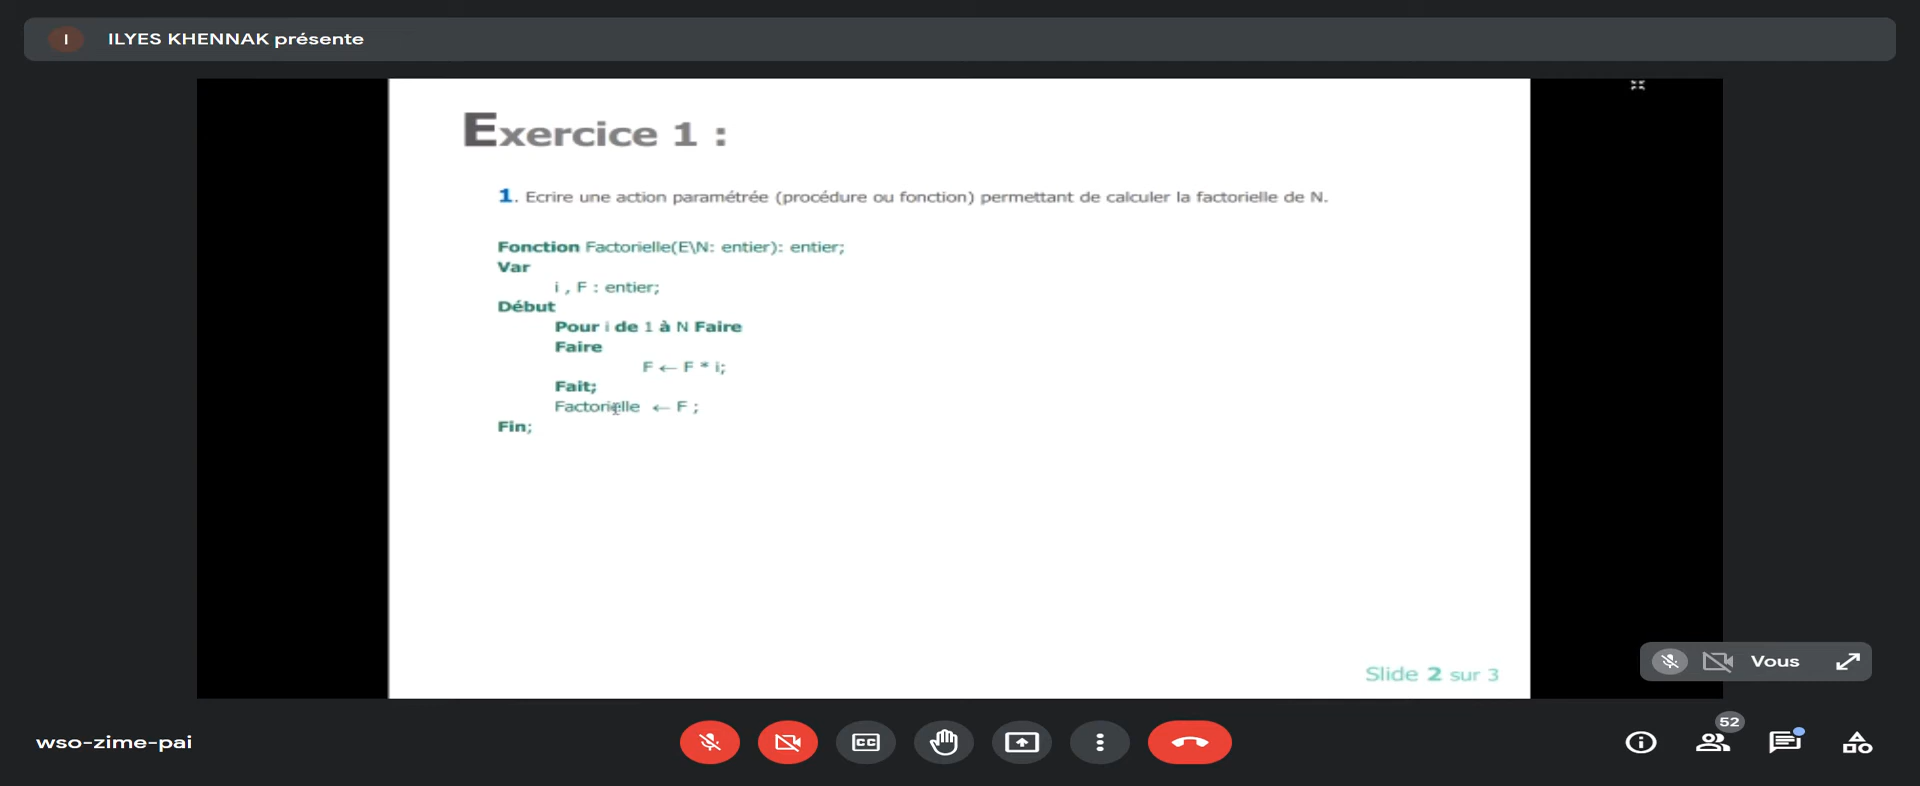 I ILYES KHENNAK présente
Exercice 1 :
1. Ecrire une action paramétrée (procédure ou fonction) permettant de calculer la factorielle de N.
Fonction Factorielle(E\N: entier): entier;
Var
i , F : entier;
Début
Pour i de 1 à N Faire
Faire
F ← F * i;
Fait;
Factorielle ← F ;
Fin;
Slide 2 sur 3
Vous
wso-zime-pai
CC
52